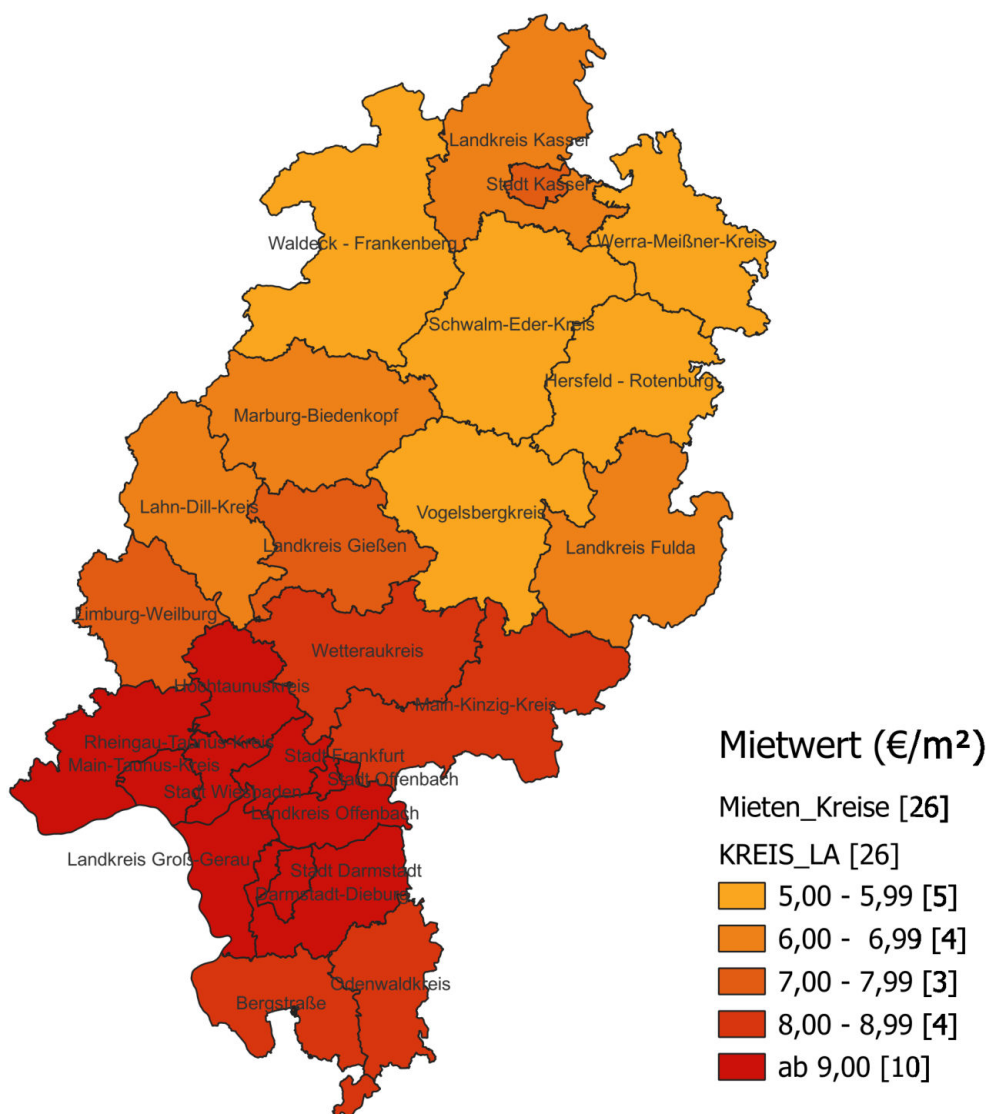 Landkreis Kassel
Stadt Kassel
Waldeck - Frankenberg
Werra-Meißner-Kreis
Schwalm-Eder-Kreis
Hersfeld - Rotenburg
Marburg-Biedenkopf
Lahn-Dill-Kreis
Vogelsbergkreis
Landkreis Gießen
Landkreis Fulda
Limburg-Weilburg
Wetteraukreis
Hochtaunuskreis
Main-Kinzig-Kreis
Rheingau-Taunus-Kreis
Stadt Frankfurt
Main-Taunus-Kreis
Stadt Offenbach
Stadt Wiesbaden
Landkreis Offenbach
Landkreis Groß-Gerau
Stadt Darmstadt
Darmstadt-Dieburg
Odenwaldkreis
Bergstraße
Mietwert (€/m²)
Mieten_Kreise [26]
KREIS_LA [26]
5,00 - 5,99 [5]
6,00 - 6,99 [4]
7,00 - 7,99 [3]
8,00 - 8,99 [4]
ab 9,00 [10]